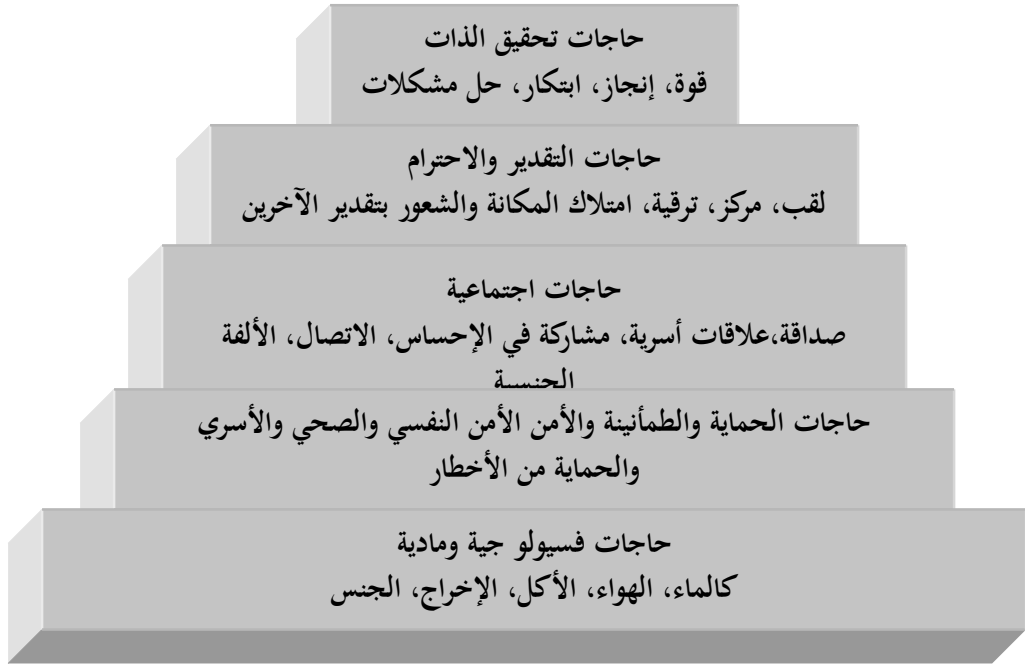 حاجات تحقيق الذات
قوة، إنجاز، ابتكار، حل مشكلات
حاجات التقدير والاحترام
لقب، مركز، ترقية، امتلاك المكانة والشعور بتقدير الآخرين
حاجات اجتماعية
صداقة،علاقات أسرية، مشاركة في الإحساس، الاتصال، الألفة
الجنسية
حاجات الحماية والطمأنينة والأمن الأمن النفسي والصحي والأسري
والحماية من الأخطار
حاجات فسيولو جية ومادية
كالماء، الهواء، الأكل، الإخراج، الجنس